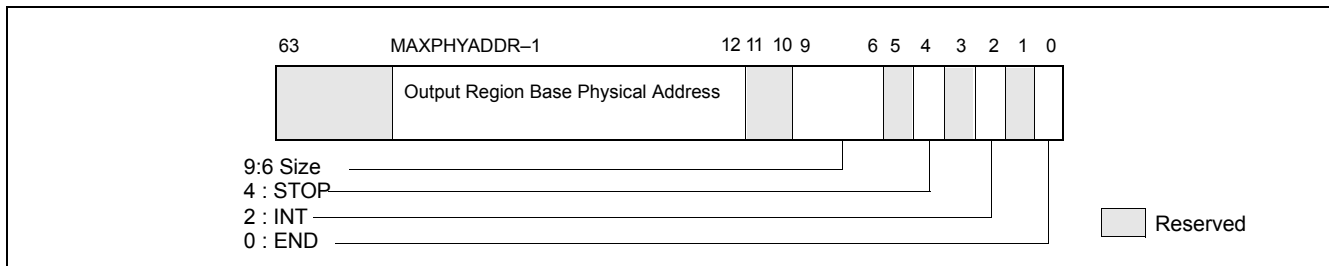 63 MAXPHYADDR–1 12 11 10 9 6 5 4 3 2 1 0
Output Region Base Physical Address
9:6 Size
4 : STOP
2 : INT
0 : END
Reserved